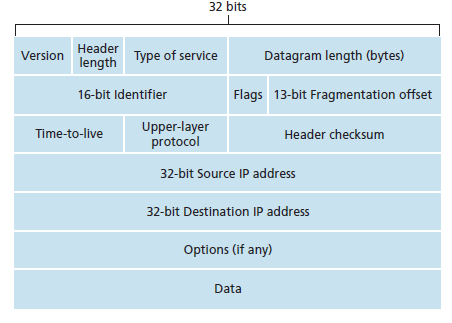 32 bits
Version
Header
length
Type of service
Datagram length (bytes)
16-bit Identifier
Flags
13-bit Fragmentation offset
Time-to-live
Upper-layer
protocol
Header checksum
32-bit Source IP address
32-bit Destination IP address
Options (if any)
Data